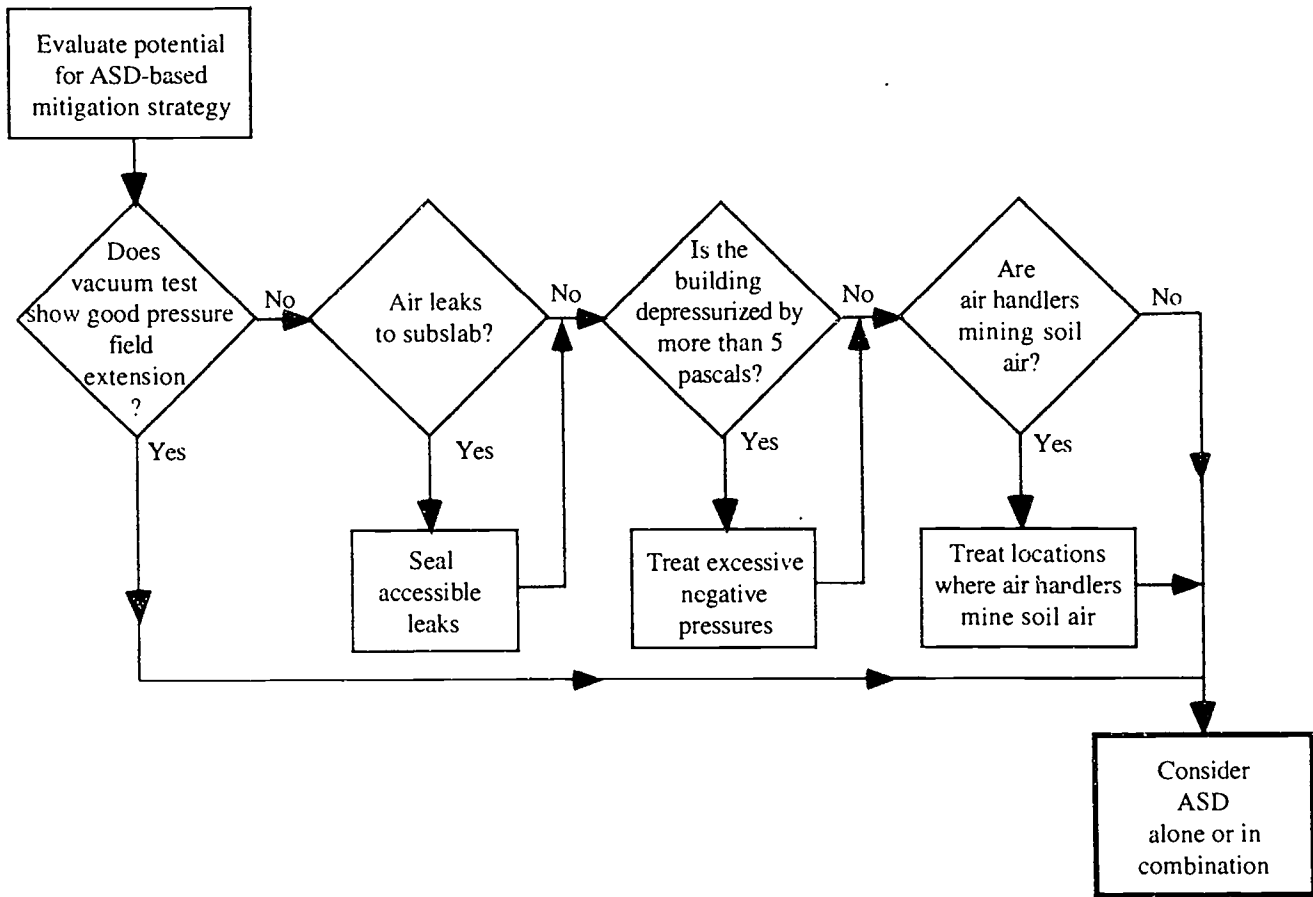 Evaluate potential
for ASD-based
mitigation strategy
Does
vacuum test
show good pressure
field
extension
?
No
Yes
Air leaks
to subslab?
No
Yes
Seal
accessible
leaks
Is the
building
depressurized by
more than 5
pascals?
No
Yes
Treat excessive
negative
pressures
Are
air handlers
mining soil
air?
No
Yes
Treat locations
where air handlers
mine soil air
Consider
ASD
alone or in
combination